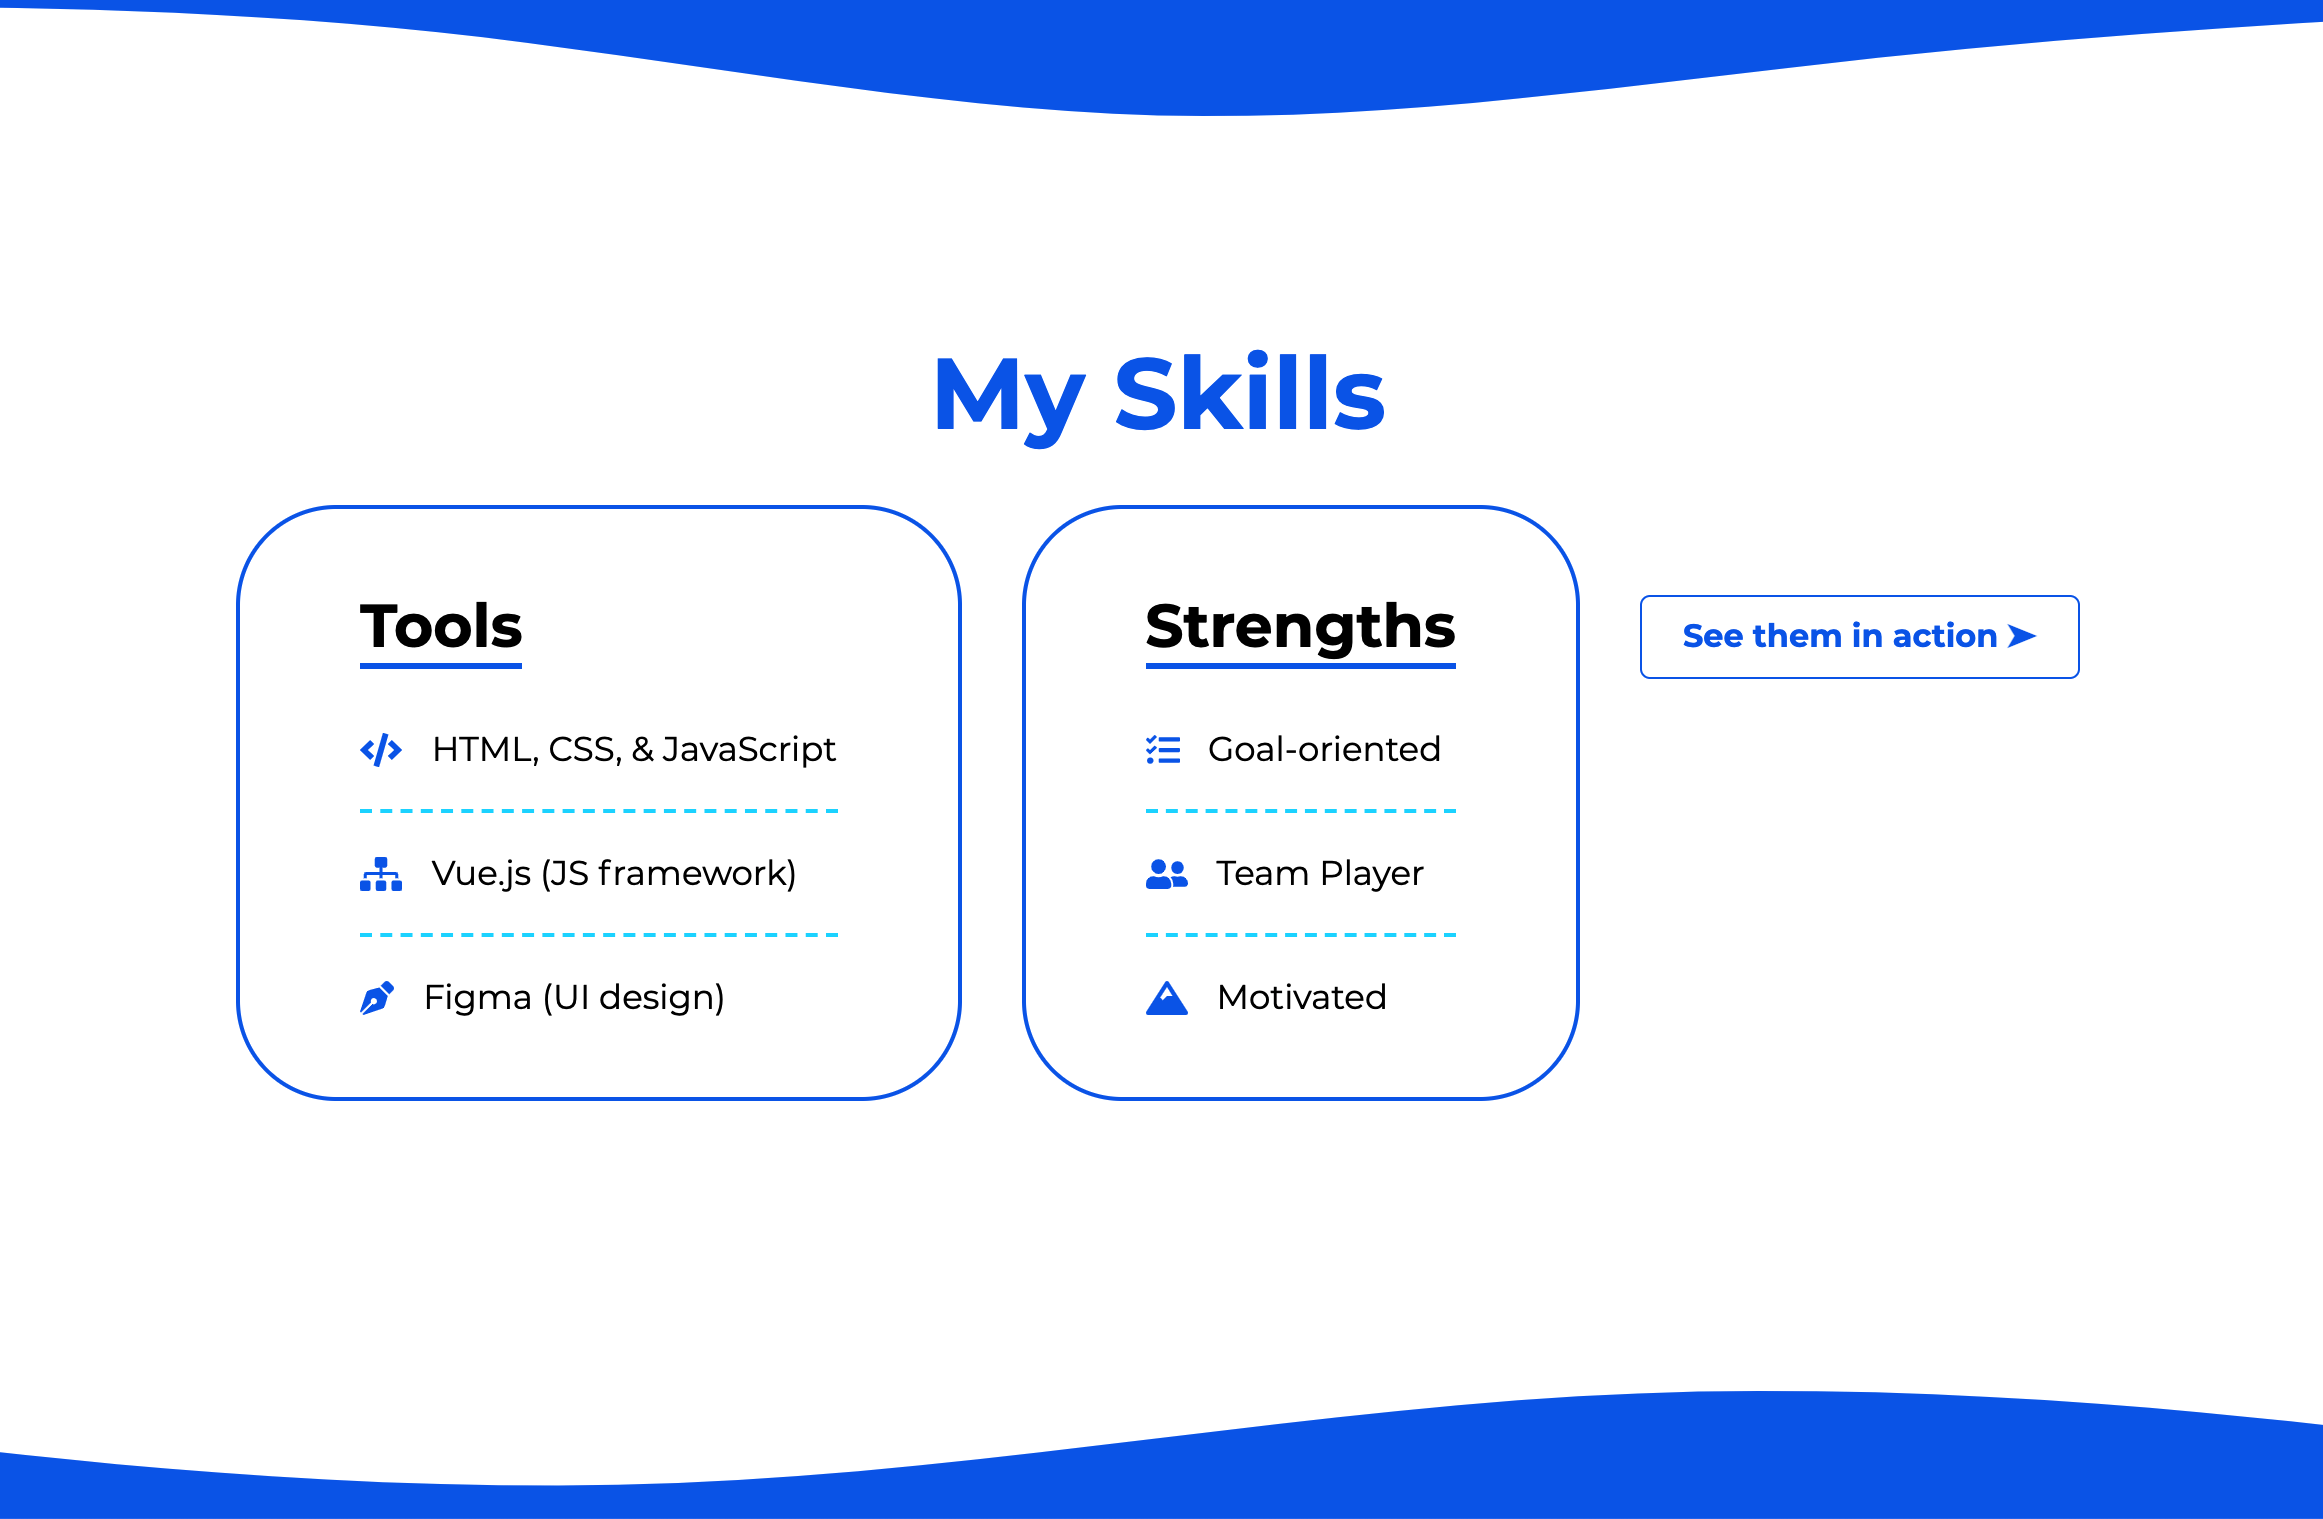 My Skills
Tools
HTML, CSS, & JavaScript
Vue.js (JS framework)
Figma (UI design)
Strengths
Goal-oriented
Team Player
Motivated
See them in action ➤